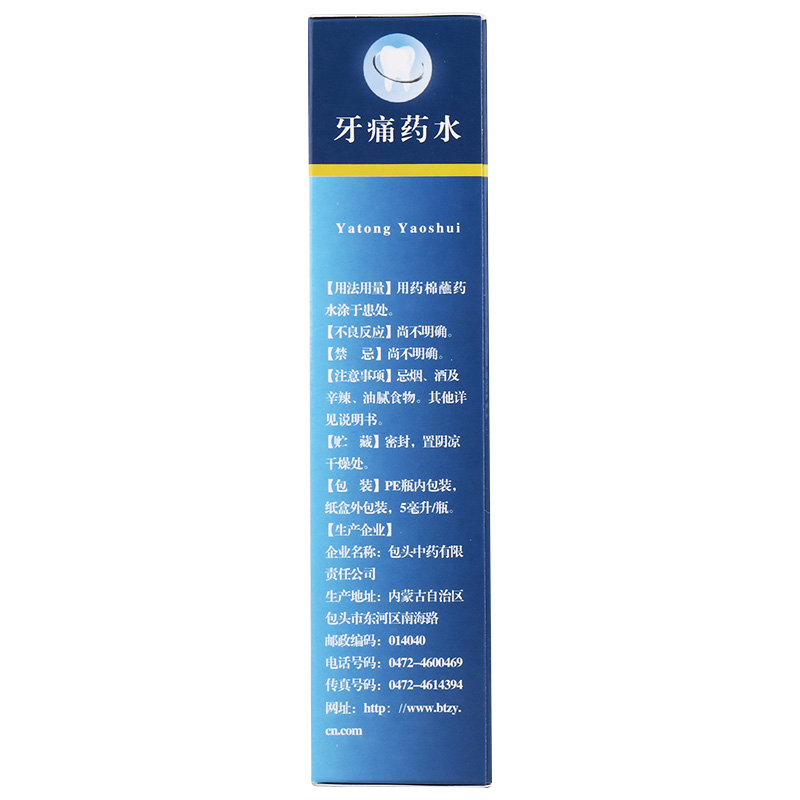 牙痛药水
Yatong Yaoshui
【用法用量】用药棉蘸药
水涂于患处。
【不良反应】尚不明确。
【禁 忌】尚不明确。
【注意事项】忌烟、酒及
辛辣、油腻食物。其他详
见说明书。
【贮 藏】密封，置阴凉
干燥处。
【包 装】PE瓶内包装，
纸盒外包装，5毫升/瓶。
【生产企业】
企业名称：包头中药有限
责任公司
生产地址：内蒙古自治区
包头市东河区南海路
邮政编码：014040
电话号码：0472-4600469
传真号码：0472-4614394
网址：http：//www.btzy.
cn.com